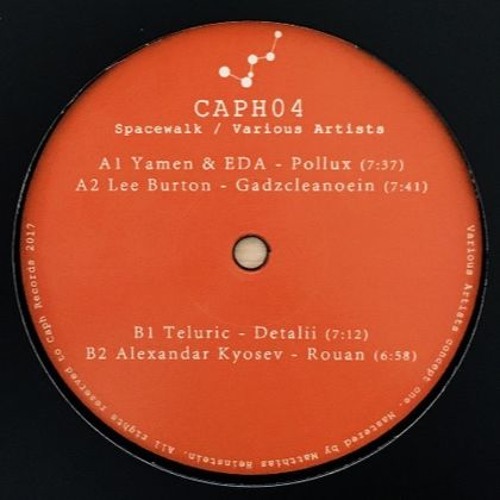 CAPH04
Spacewalk / Various Artists
A1 Yamen & EDA - Pollux (7:37)
A2 Lee Burton - Gadzcleanoein (7:41)
B1 Teluric - Detalii (7:12)
B2 Alexandar Kyosev - Rouan (6:58)
Various Artists concept one. Mastered by Matthias Heinstein. All Rights reserved to Caph Records 2017